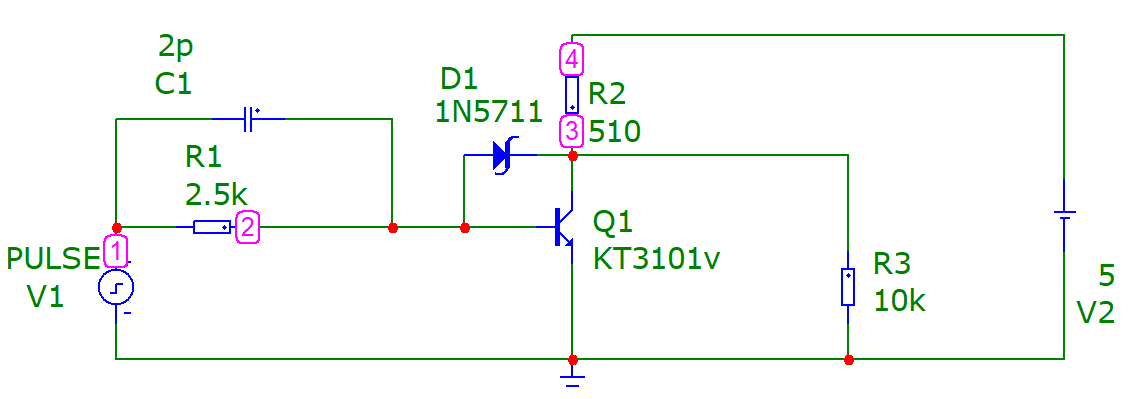 2p
C1
D1
1N5711
4
R2
3
510
R1
2.5k
2
1
PULSE
V1
Q1
KT3101v
R3
10k
5
V2